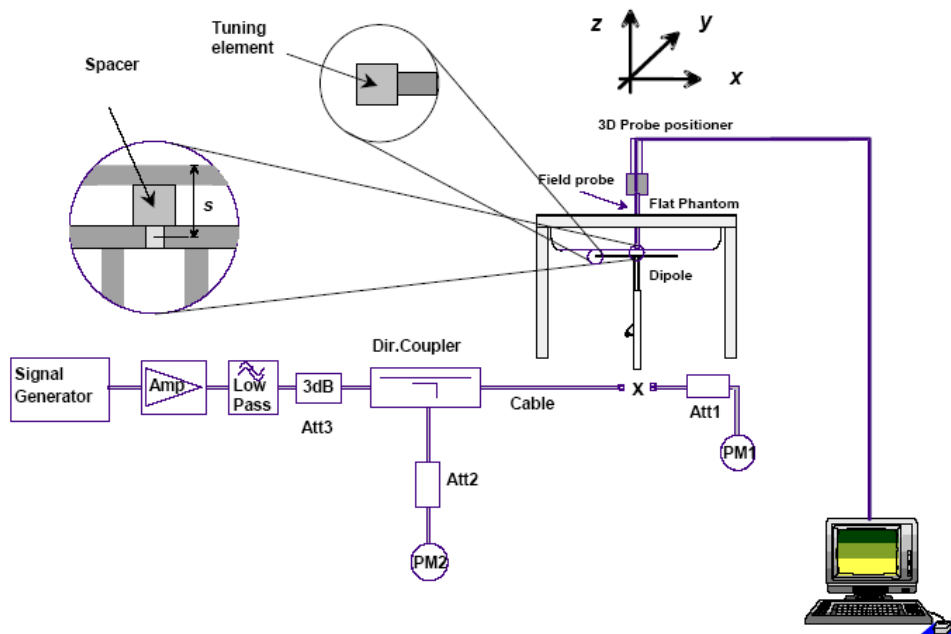 Tuning
element
Spacer
z
y
x
3D Probe positioner
Field probe
Flat Phantom
s
Dipole
Dir.Coupler
Signal
Generator
Amp
Low
Pass
3dB
Att3
Cable
X
Att1
PM1
Att2
PM2